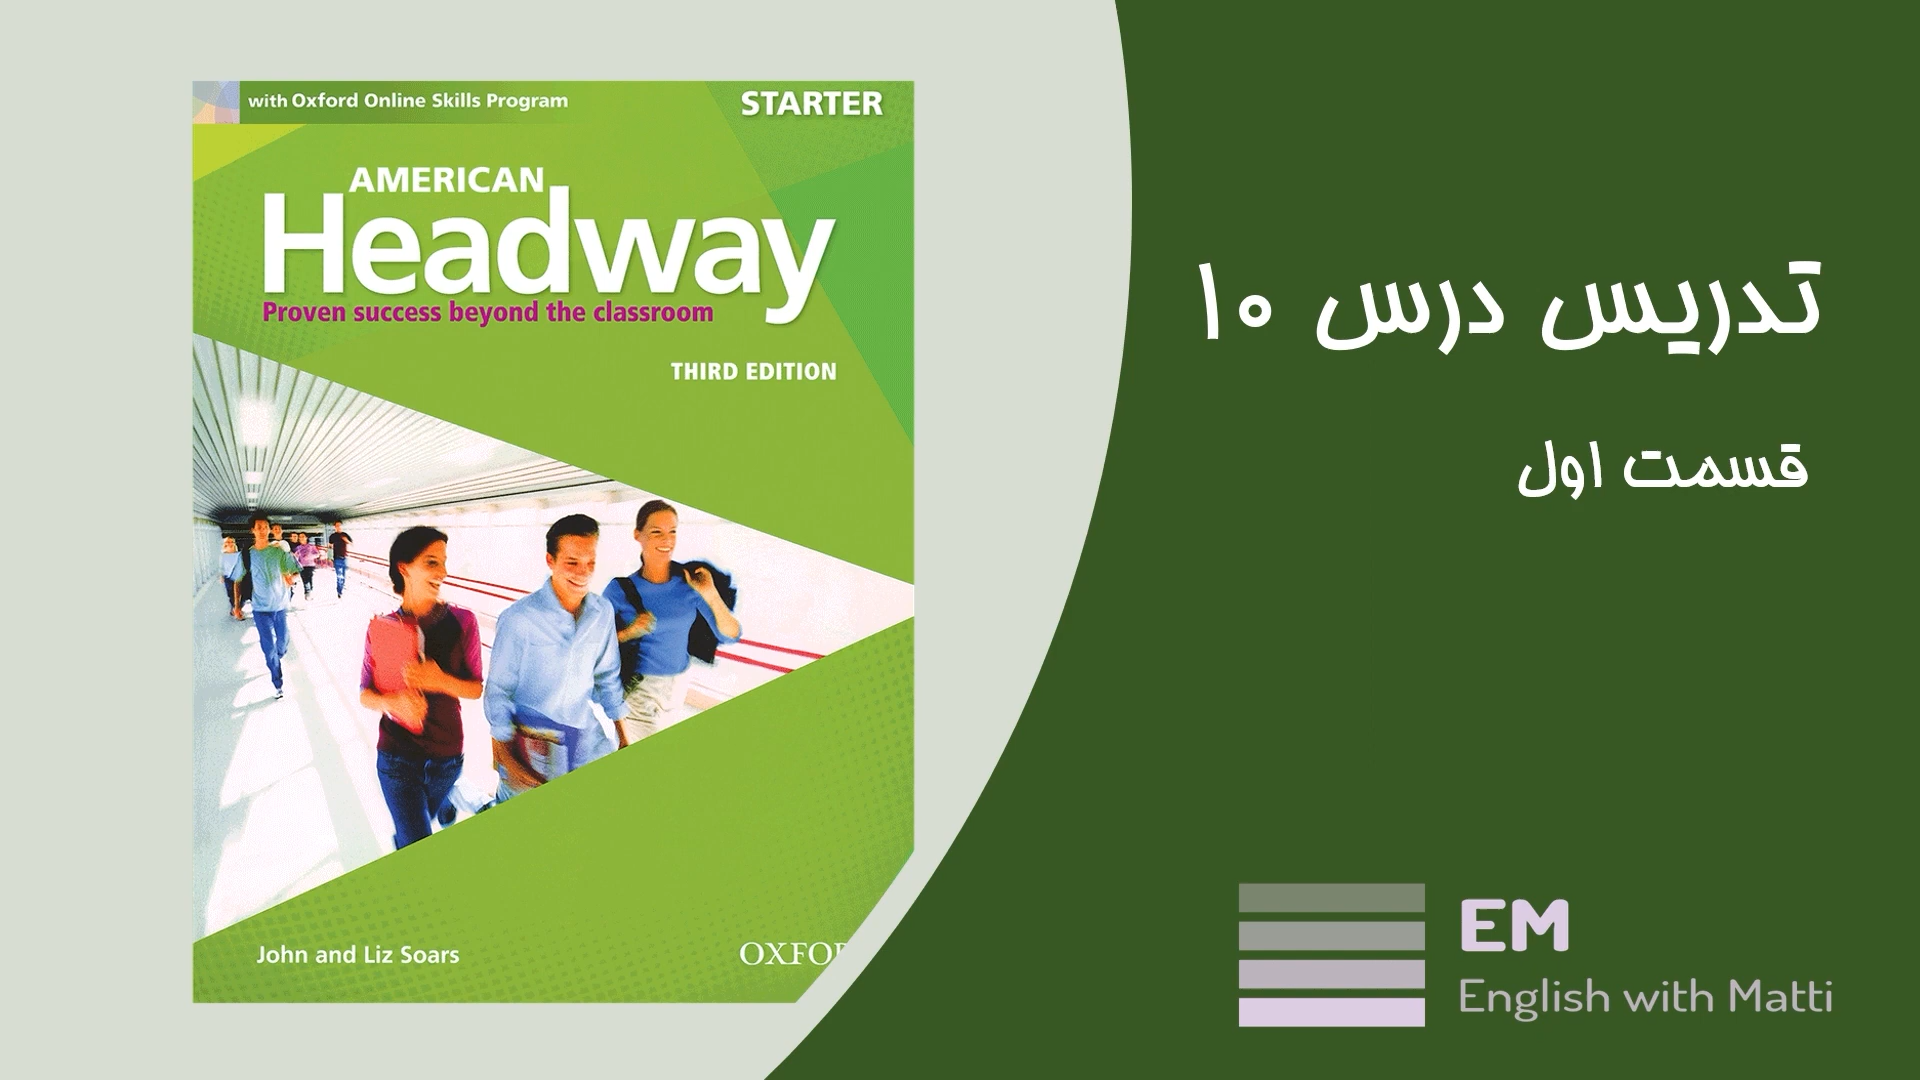 with Oxford Online Skills Program
STARTER
AMERICAN
Headway
Proven success beyond the classroom
THIRD EDITION
John and Liz Soars
تدریس درس ۱۰
قسمت اول
EM
English with Matti